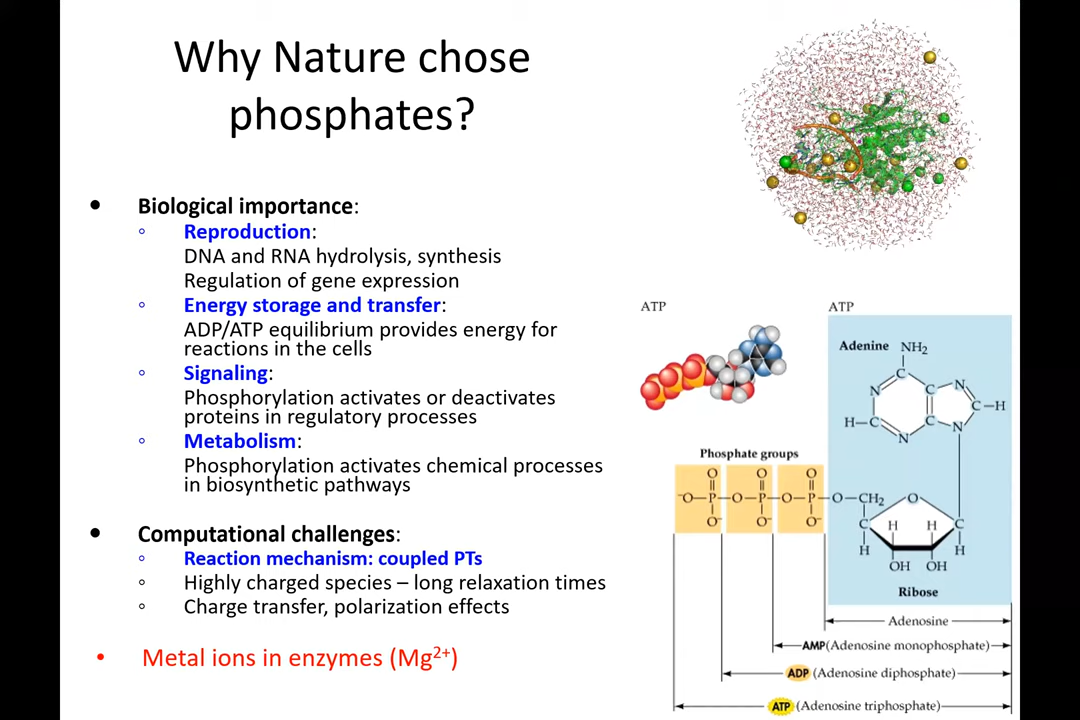 Why Nature chose
phosphates?
• Biological importance:
◦ Reproduction:
DNA and RNA hydrolysis, synthesis
Regulation of gene expression
◦ Energy storage and transfer:
ADP/ATP equilibrium provides energy for
reactions in the cells
◦ Signaling:
Phosphorylation activates or deactivates
proteins in regulatory processes
◦ Metabolism:
Phosphorylation activates chemical processes
in biosynthetic pathways
• Computational challenges:
◦ Reaction mechanism: coupled PTs
◦ Highly charged species – long relaxation times
◦ Charge transfer, polarization effects
• Metal ions in enzymes (Mg²⁺)
ATP
ATP
Adenine NH₂
C
N C N
C–H
H–C C N
N
Phosphate groups
O O O
⁻O–P–O–P–O–P–O–CH₂ O
O⁻ O⁻ O⁻
C H H C
H H
OH OH
Ribose
Adenosine
AMP(Adenosine monophosphate)
ADP (Adenosine diphosphate)
ATP (Adenosine triphosphate)